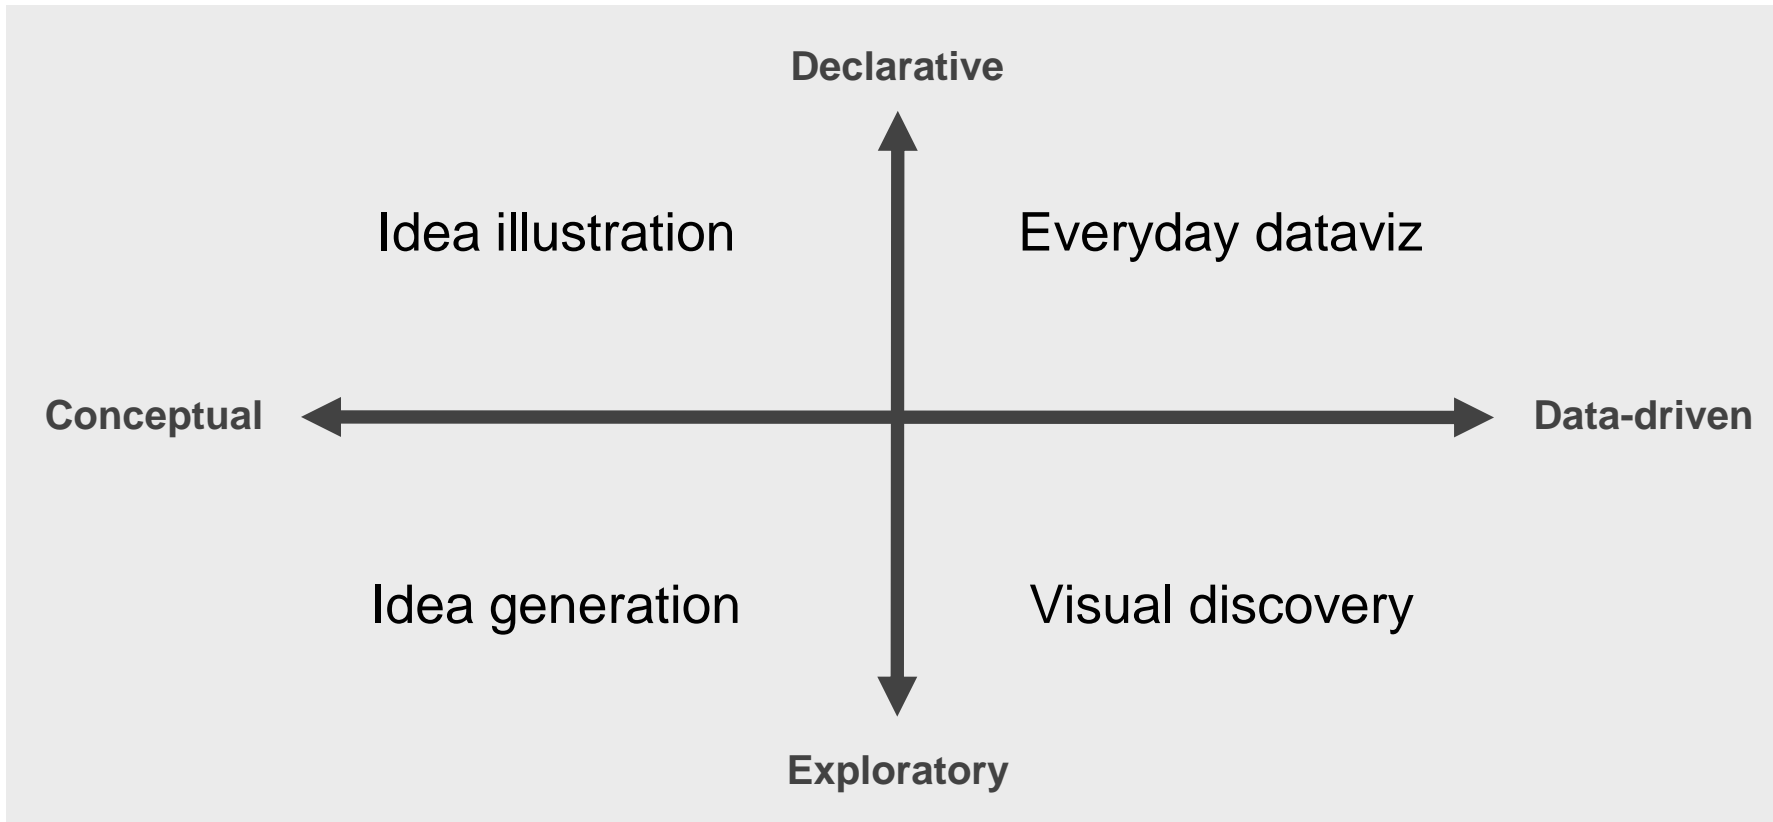 Declarative
Idea illustration
Everyday dataviz
Conceptual
Data-driven
Idea generation
Visual discovery
Exploratory